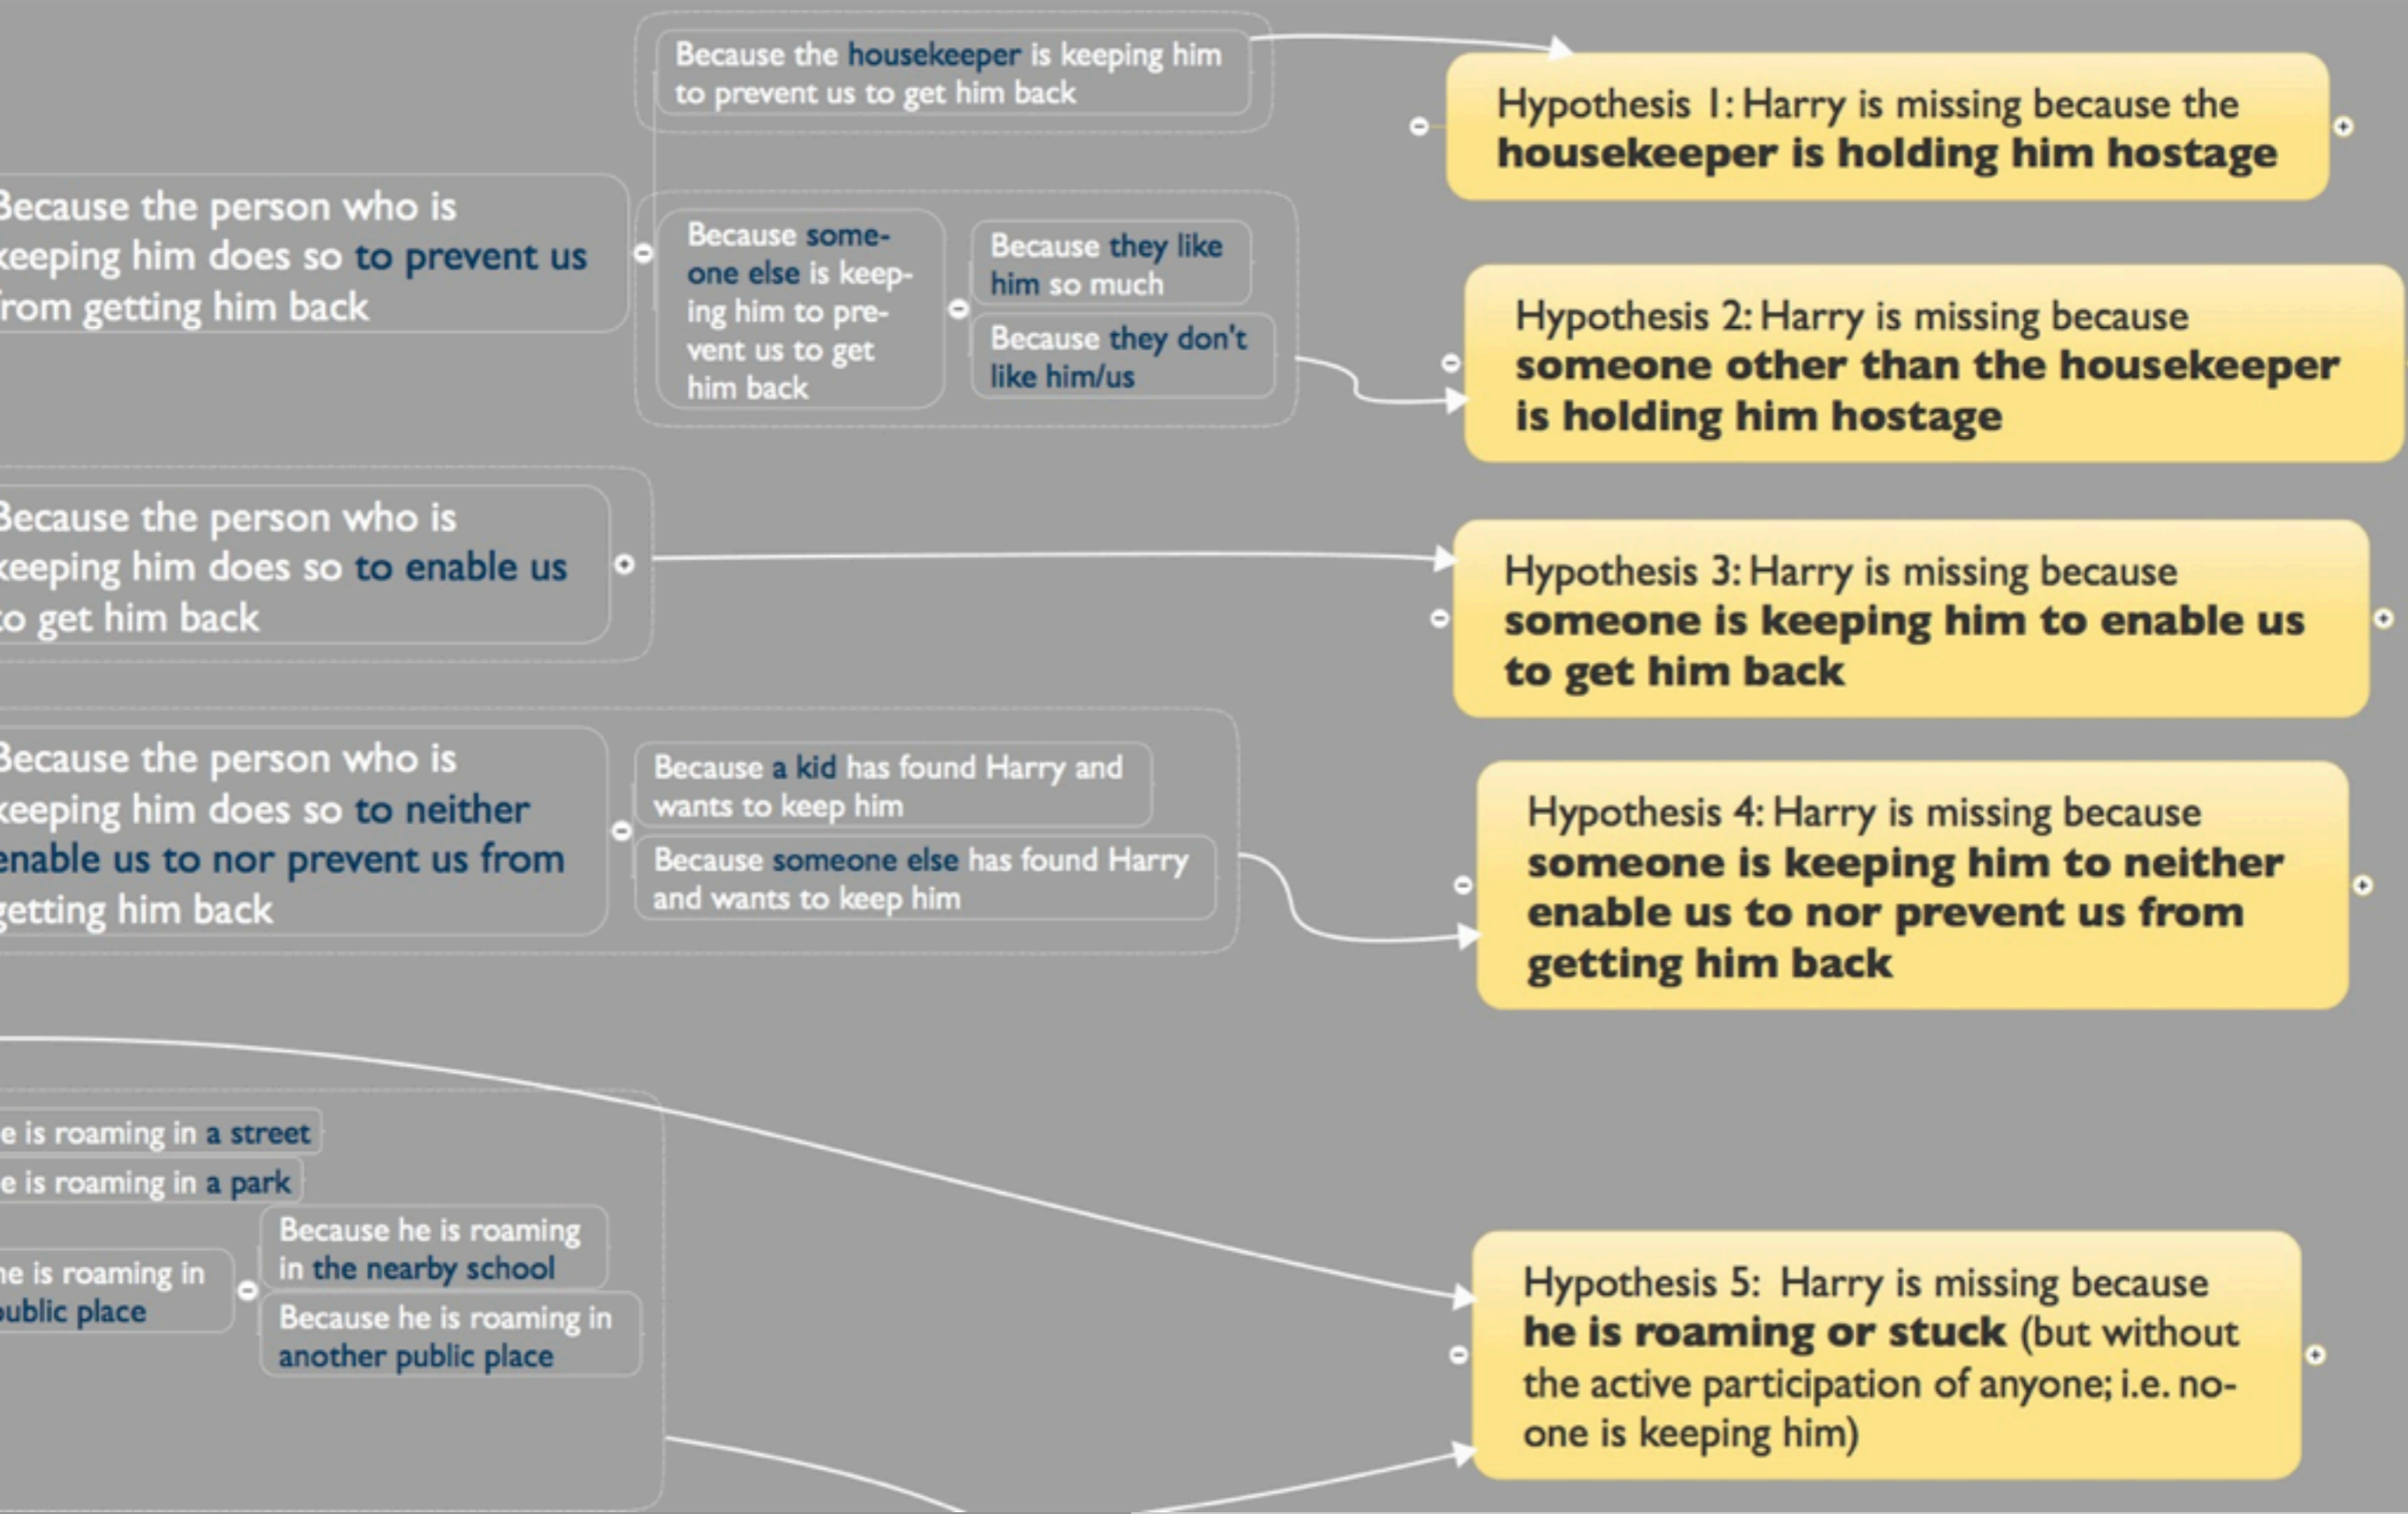 Because the housekeeper is keeping him
to prevent us to get him back
Hypothesis 1: Harry is missing because the
housekeeper is holding him hostage
Because the person who is
keeping him does so to prevent us
from getting him back
Because some-
one else is keep-
ing him to pre-
vent us to get
him back
Because they like
him so much
Because they don't
like him/us
Hypothesis 2: Harry is missing because
someone other than the housekeeper
is holding him hostage
Because the person who is
keeping him does so to enable us
to get him back
Hypothesis 3: Harry is missing because
someone is keeping him to enable us
to get him back
Because the person who is
keeping him does so to neither
enable us to nor prevent us from
getting him back
Because a kid has found Harry and
wants to keep him
Because someone else has found Harry
and wants to keep him
Hypothesis 4: Harry is missing because
someone is keeping him to neither
enable us to nor prevent us from
getting him back
e is roaming in a street
e is roaming in a park
he is roaming in
public place
Because he is roaming
in the nearby school
Because he is roaming in
another public place
Hypothesis 5: Harry is missing because
he is roaming or stuck (but without
the active participation of anyone; i.e. no-
one is keeping him)